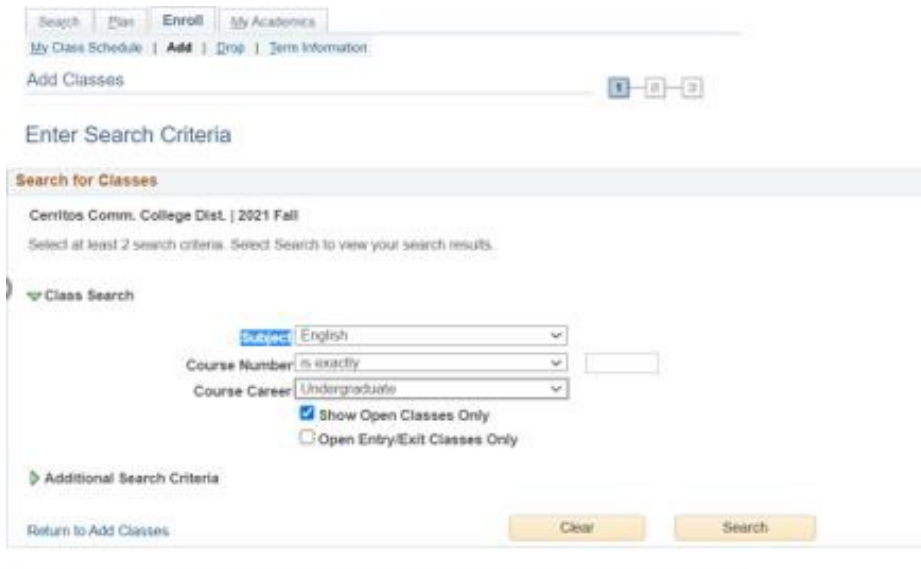 Search Plan Enroll My Academics
My Class Schedule | Add | Drop | Term Information
Add Classes 1 2 3
Enter Search Criteria
Search for Classes
Cerritos Comm. College Dist. | 2021 Fall
Select at least 2 search criteria. Select Search to view your search results.
Class Search
Subject English
Course Number is exactly
Course Career Undergraduate
Show Open Classes Only
Open Entry/Exit Classes Only
Additional Search Criteria
Return to Add Classes Clear Search